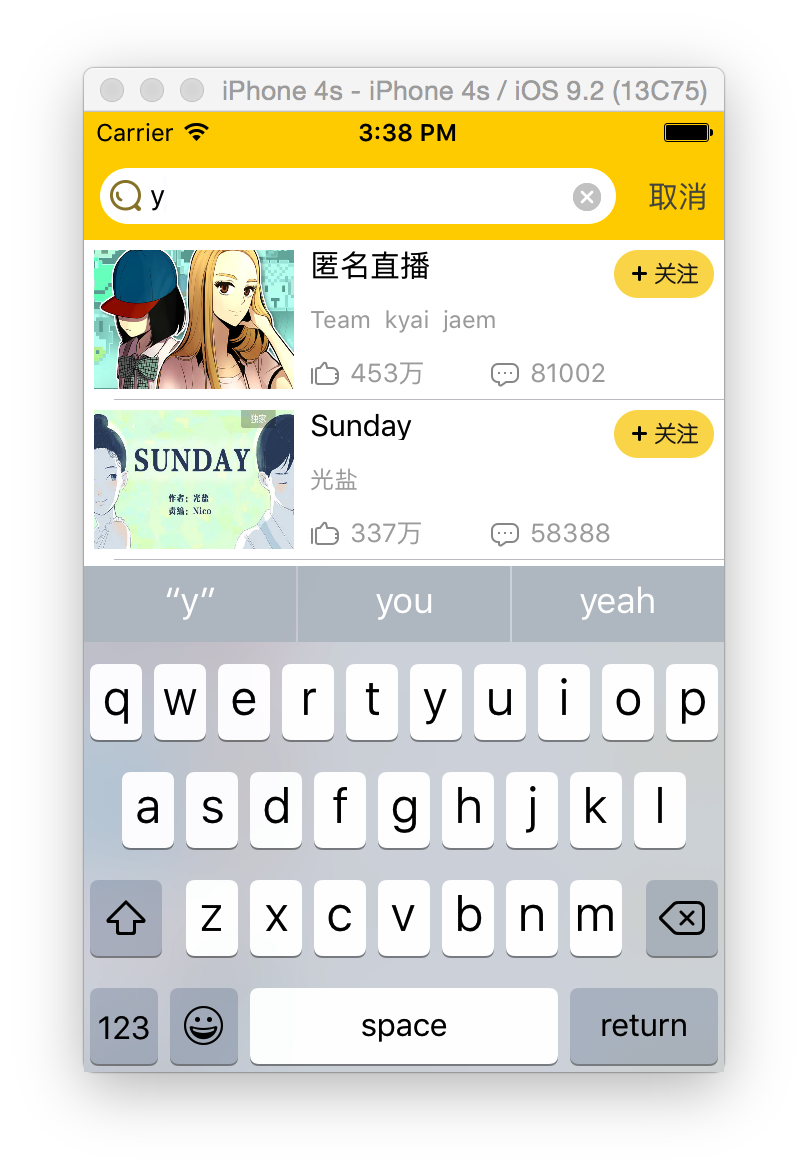 iPhone 4s - iPhone 4s / iOS 9.2 (13C75)
Carrier 3:38 PM
y 取消
匿名直播 + 关注
Team kyai jaem
453万 81002
独家
Sunday + 关注
SUNDAY
光盐
作者：光盐
责编：Nico
337万 58388
“y” you yeah
q w e r t y u i o p
a s d f g h j k l
z x c v b n m
123 space return